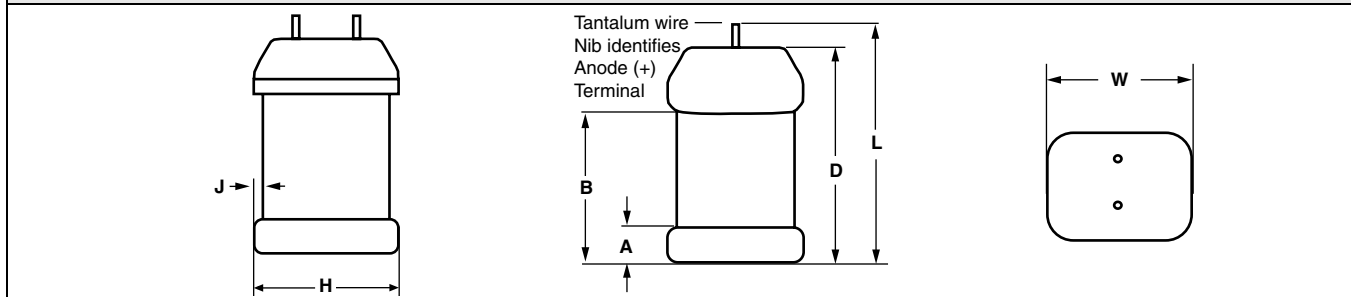 Tantalum wire
Nib identifies
Anode (+)
Terminal
W
L
J
B
D
A
H